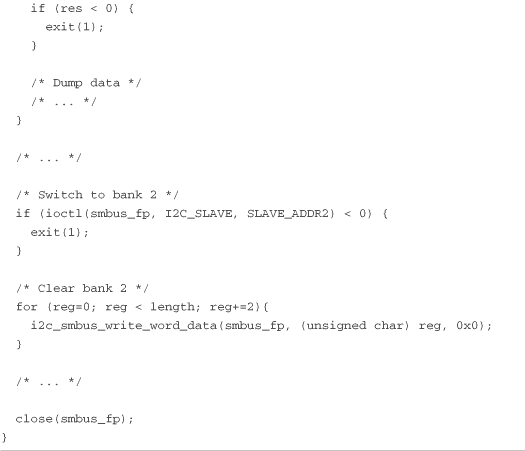 if (res < 0) {
      exit(1);
    }

    /* Dump data */
    /* ... */
  }

  /* ... */

  /* Switch to bank 2 */
  if (ioctl(smbus_fp, I2C_SLAVE, SLAVE_ADDR2) < 0) {
    exit(1);
  }

  /* Clear bank 2 */
  for (reg=0; reg < length; reg+=2){
    i2c_smbus_write_word_data(smbus_fp, (unsigned char) reg, 0x0);
  }

  /* ... */

  close(smbus_fp);
}